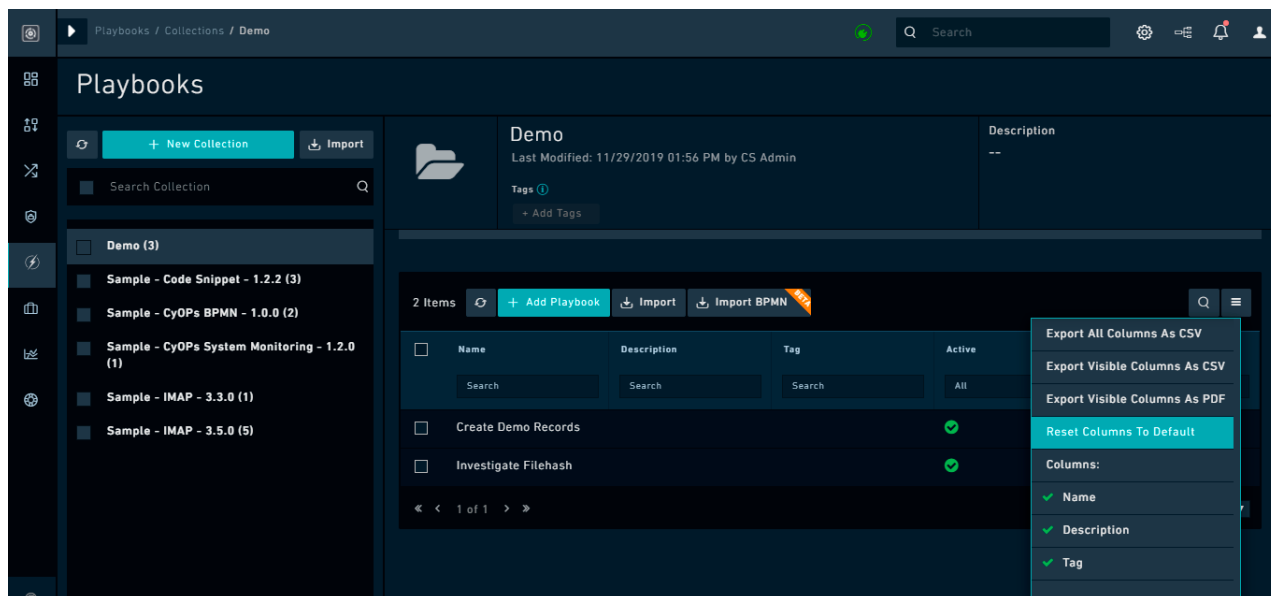 Playbooks / Collections / Demo
Search
Playbooks
+ New Collection
Import
Search Collection
Demo (3)
Sample - Code Snippet - 1.2.2 (3)
Sample - CyOPs BPMN - 1.0.0 (2)
Sample - CyOPs System Monitoring - 1.2.0
(1)
Sample - IMAP - 3.3.0 (1)
Sample - IMAP - 3.5.0 (5)
Demo
Last Modified: 11/29/2019 01:56 PM by CS Admin
Tags
+ Add Tags
Description
--
2 Items
+ Add Playbook
Import
Import BPMN
BETA
Name Description Tag Active
Search Search Search All
Create Demo Records
Investigate Filehash
1 of 1
Export All Columns As CSV
Export Visible Columns As CSV
Export Visible Columns As PDF
Reset Columns To Default
Columns:
Name
Description
Tag